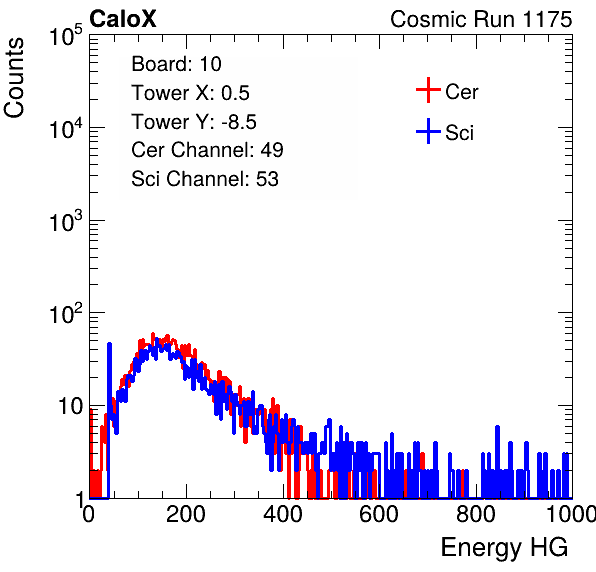 CaloX Cosmic Run 1175
Counts
10^5
10^4
10^3
10^2
10
1
Board: 10
Tower X: 0.5
Tower Y: -8.5
Cer Channel: 49
Sci Channel: 53
Cer
Sci
0 200 400 600 800 1000
Energy HG